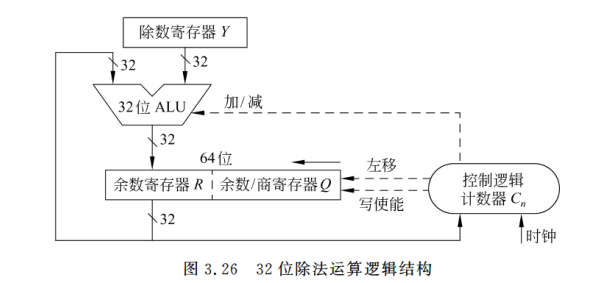 除数寄存器 Y
32
32
32位 ALU
加/减
32
64位
左移
余数寄存器 R
余数/商寄存器 Q
控制逻辑
计数器 Cn
写使能
32
时钟
图 3.26 32 位除法运算逻辑结构